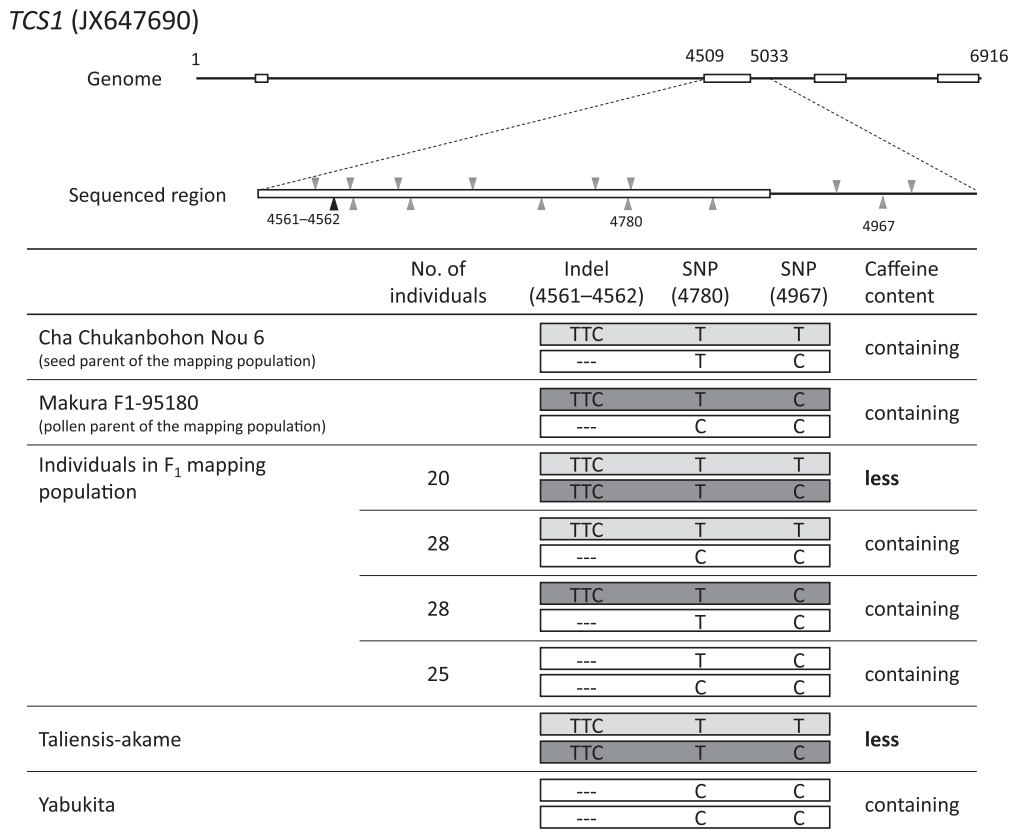 TCS1 (JX647690)
1 4509 5033 6916
Genome
Sequenced region
4561–4562 4780 4967
No. of individuals Indel (4561–4562) SNP (4780) SNP (4967) Caffeine content
Cha Chukanbohon Nou 6
(seed parent of the mapping population)
TTC T T
--- T C
containing
Makura F1-95180
(pollen parent of the mapping population)
TTC T C
--- C C
containing
Individuals in F1 mapping
population
20
TTC T T
TTC T C
less
28
TTC T T
--- C C
containing
28
TTC T C
--- T C
containing
25
--- T C
--- C C
containing
Taliensis-akame
TTC T T
TTC T C
less
Yabukita
--- C C
--- C C
containing